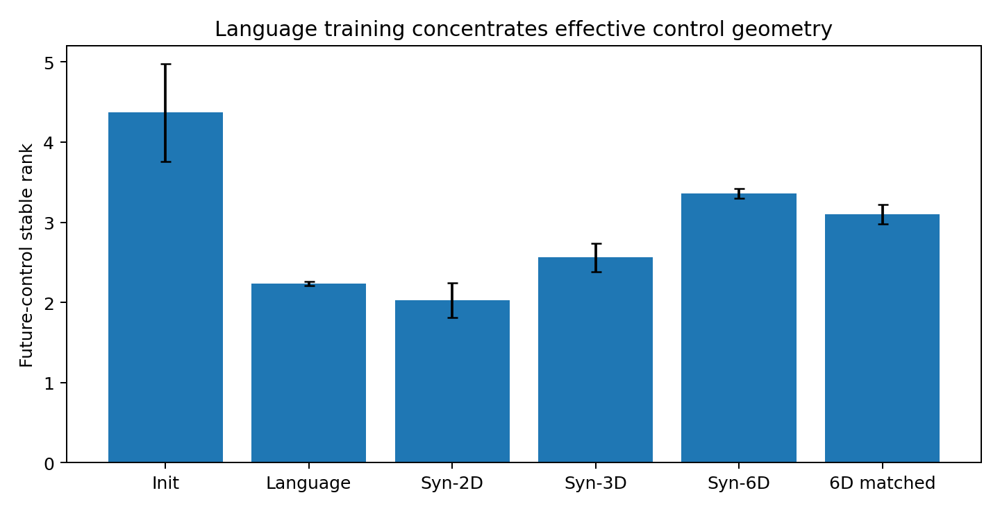 Language training concentrates effective control geometry
Future-control stable rank
5
4
3
2
1
0
Init
Language
Syn-2D
Syn-3D
Syn-6D
6D matched